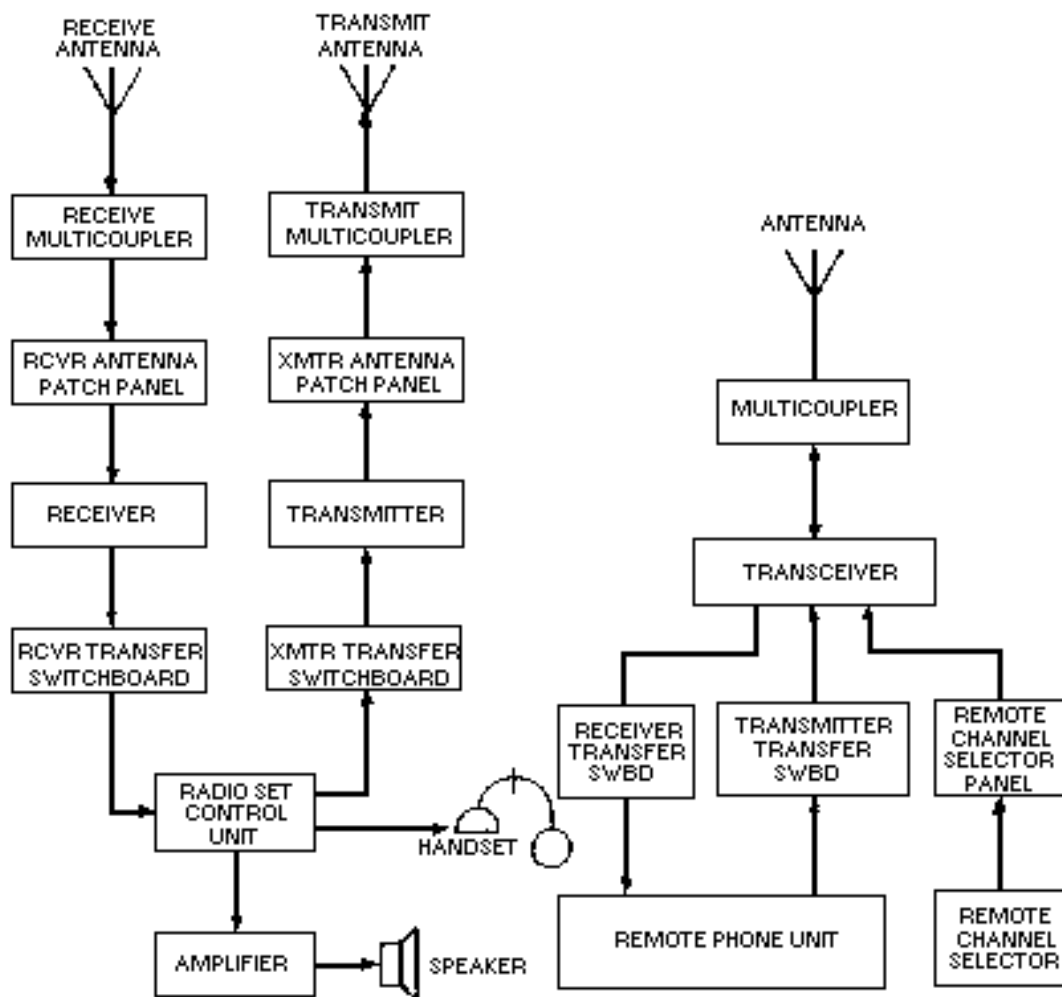 RECEIVE
ANTENNA
TRANSMIT
ANTENNA
RECEIVE
MULTICOUPLER
TRANSMIT
MULTICOUPLER
ANTENNA
RCVR ANTENNA
PATCH PANEL
XMTR ANTENNA
PATCH PANEL
MULTICOUPLER
RECEIVER
TRANSMITTER
TRANSCEIVER
RCVR TRANSFER
SWITCHBOARD
XMTR TRANSFER
SWITCHBOARD
RECEIVER
TRANSFER
SWBD
TRANSMITTER
TRANSFER
SWBD
REMOTE
CHANNEL
SELECTOR
PANEL
RADIO SET
CONTROL
UNIT
HANDSET
AMPLIFIER
SPEAKER
REMOTE PHONE UNIT
REMOTE
CHANNEL
SELECTOR